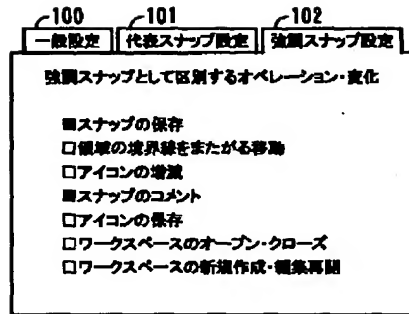 100 101 102
一般設定 代表スナップ設定 強調スナップ設定
強調スナップとして区別するオペレーション・変化
■スナップの保存
□領域の境界線をまたがる移動
□アイコンの増減
■スナップのコメント
□アイコンの保存
□ワークスペースのオープン・クローズ
□ワークスペースの新規作成・編集再開